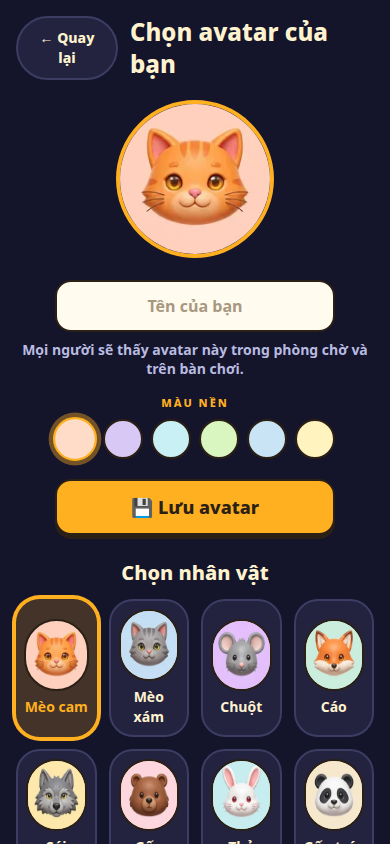 ← Quay
lại
Chọn avatar của
bạn
Tên của bạn
Mọi người sẽ thấy avatar này trong phòng chờ và
trên bàn chơi.
MÀU NỀN
💾 Lưu avatar
Chọn nhân vật
Mèo cam
Mèo
xám
Chuột
Cáo